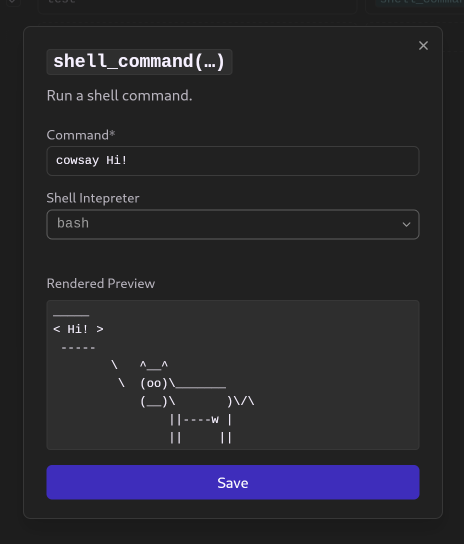 test
shell_command(…)
Run a shell command.
Command*
cowsay Hi!
Shell Intepreter
bash
Rendered Preview
_____
< Hi! >
 -----
        \   ^__^
         \  (oo)\_______
            (__)\       )\/\
                ||----w |
                ||     ||
Save